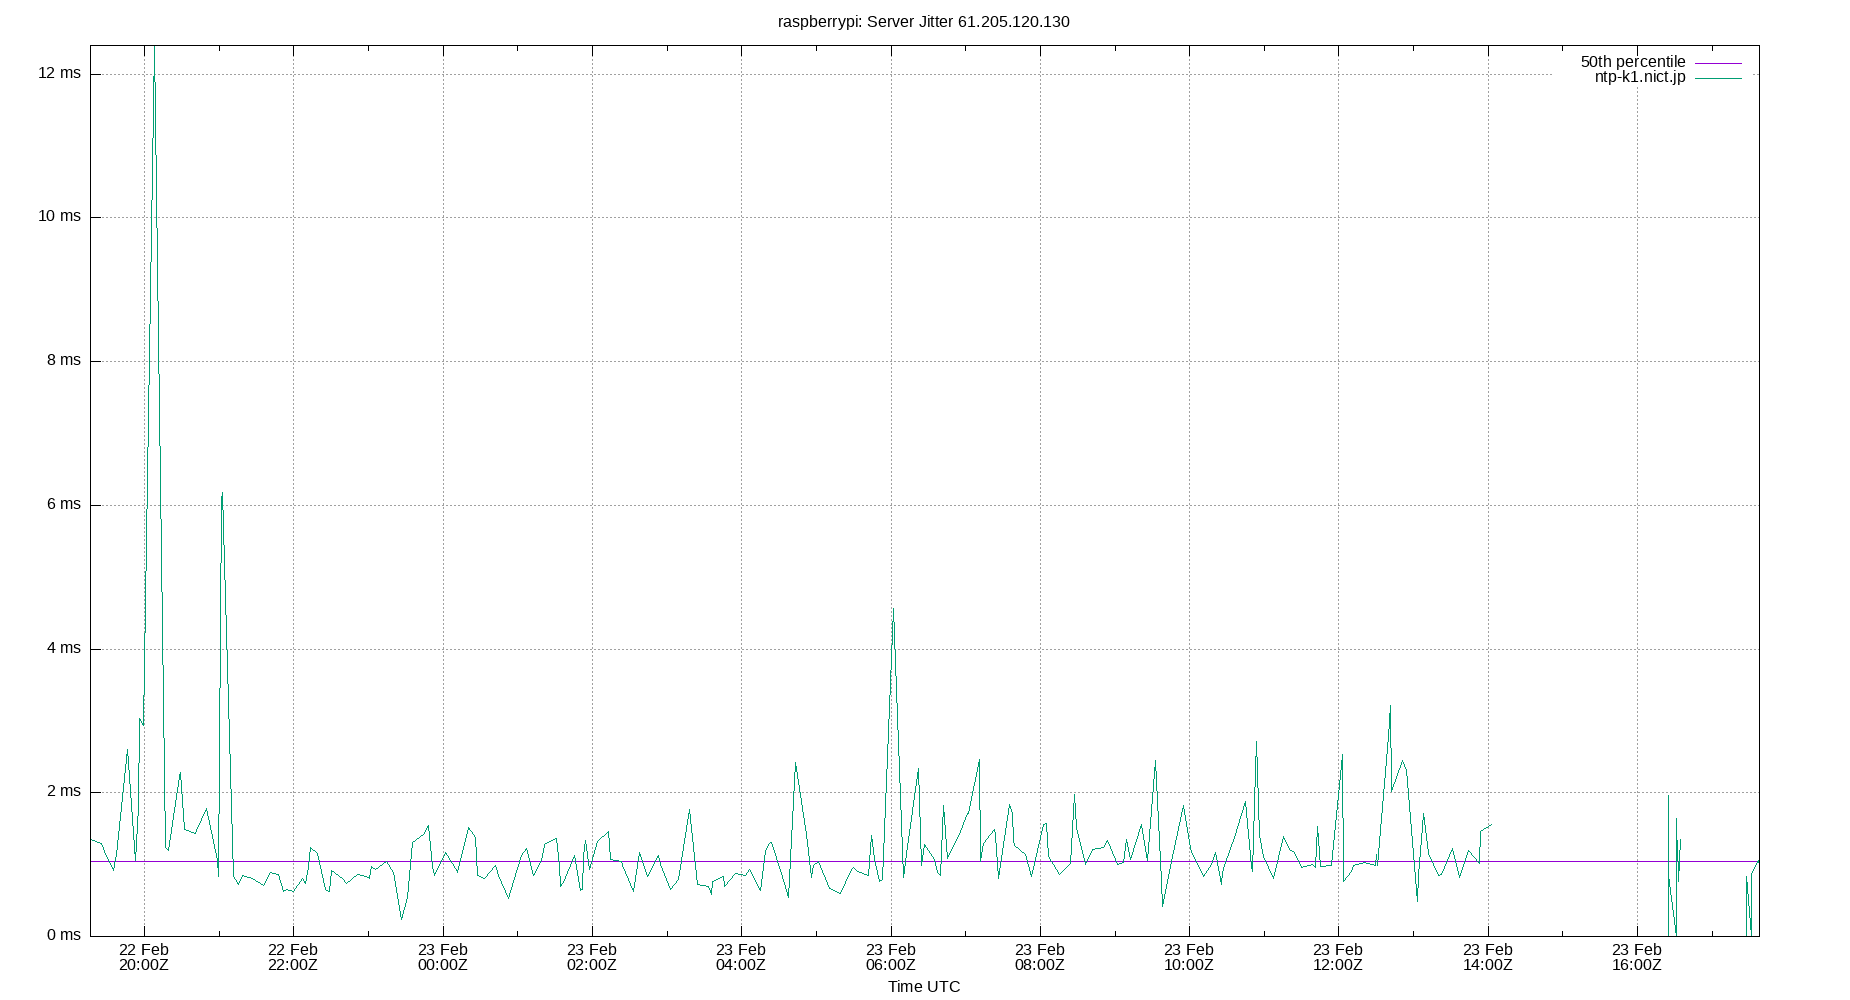 raspberrypi: Server Jitter 61.205.120.130
50th percentile
ntp-k1.nict.jp
12 ms
10 ms
8 ms
6 ms
4 ms
2 ms
0 ms
22 Feb 22 Feb 23 Feb 23 Feb 23 Feb 23 Feb 23 Feb 23 Feb 23 Feb 23 Feb 23 Feb
20:00Z 22:00Z 00:00Z 02:00Z 04:00Z 06:00Z 08:00Z 10:00Z 12:00Z 14:00Z 16:00Z
Time UTC